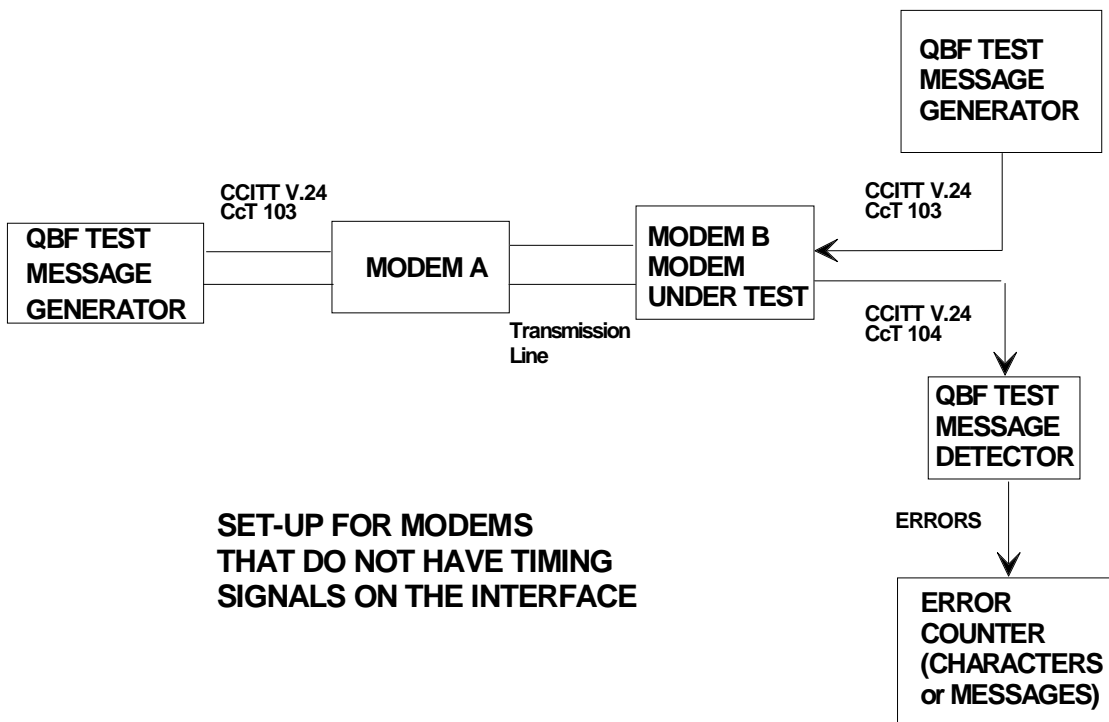 QBF TEST
MESSAGE
GENERATOR
CCITT V.24
CcT 103
CCITT V.24
CcT 103
QBF TEST
MESSAGE
GENERATOR
MODEM A
MODEM B
MODEM
UNDER TEST
Transmission
Line
CCITT V.24
CcT 104
QBF TEST
MESSAGE
DETECTOR
ERRORS
SET-UP FOR MODEMS
THAT DO NOT HAVE TIMING
SIGNALS ON THE INTERFACE
ERROR
COUNTER
(CHARACTERS
or MESSAGES)